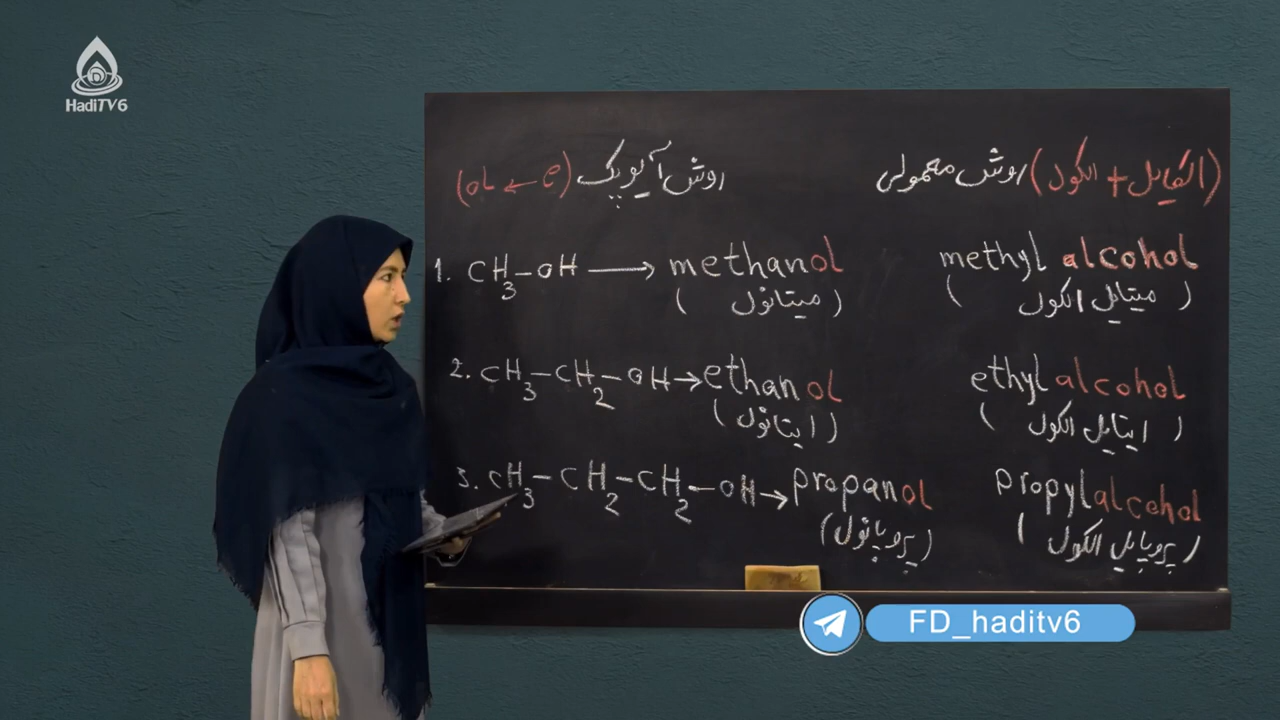 HadiTV6
روش معمولی (الکایل + الکول)
روش آیوپک (e → ol)
1. CH3-OH → methanol methyl alcohol
(میتانول) (میتایل الکول)
2. CH3-CH2-OH → ethanol ethyl alcohol
(ایتانول) (ایتایل الکول)
3. CH3-CH2-CH2-OH → propanol propyl alcohol
(پروپانول) (پروپایل الکول)
FD_haditv6